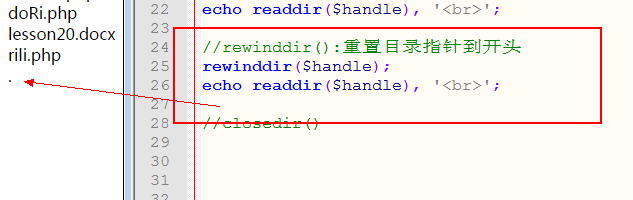 doRi.php
lesson20.docx
rili.php
.
22 echo readdir($handle), '<br>';
23
24 //rewinddir():重置目录指针到开头
25 rewinddir($handle);
26 echo readdir($handle), '<br>';
27
28 //closedir()
29
30
31
32